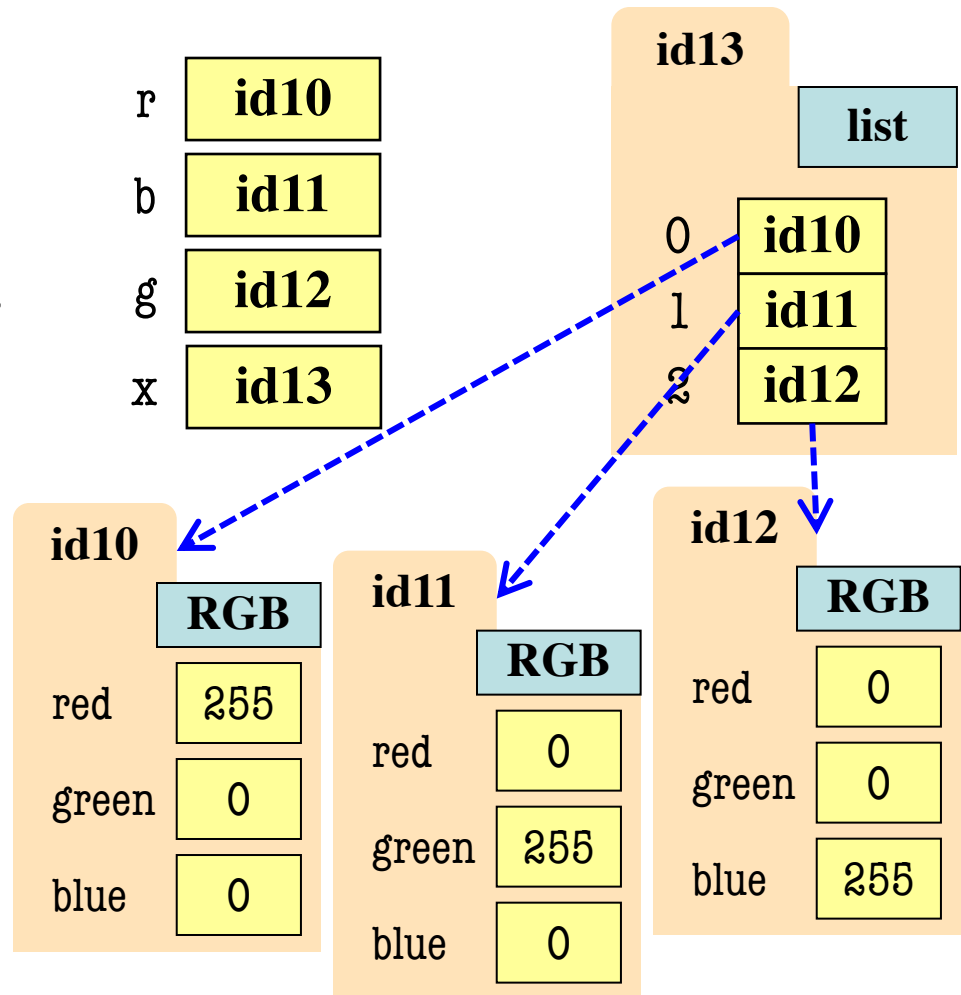 r id10
b id11
g id12
x id13
id13
list
0 id10
1 id11
2 id12
id10
RGB
red 255
green 0
blue 0
id11
RGB
red 0
green 255
blue 0
id12
RGB
red 0
green 0
blue 255